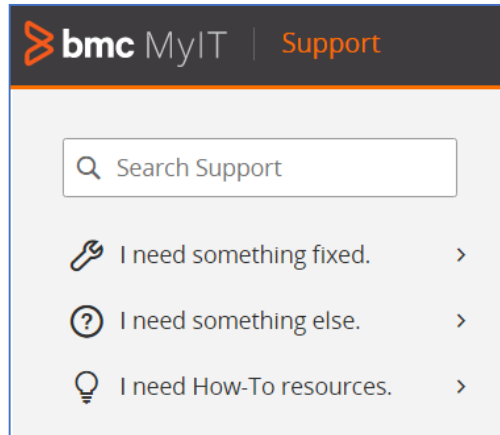 bmc MyIT | Support
Search Support
I need something fixed.
I need something else.
I need How-To resources.